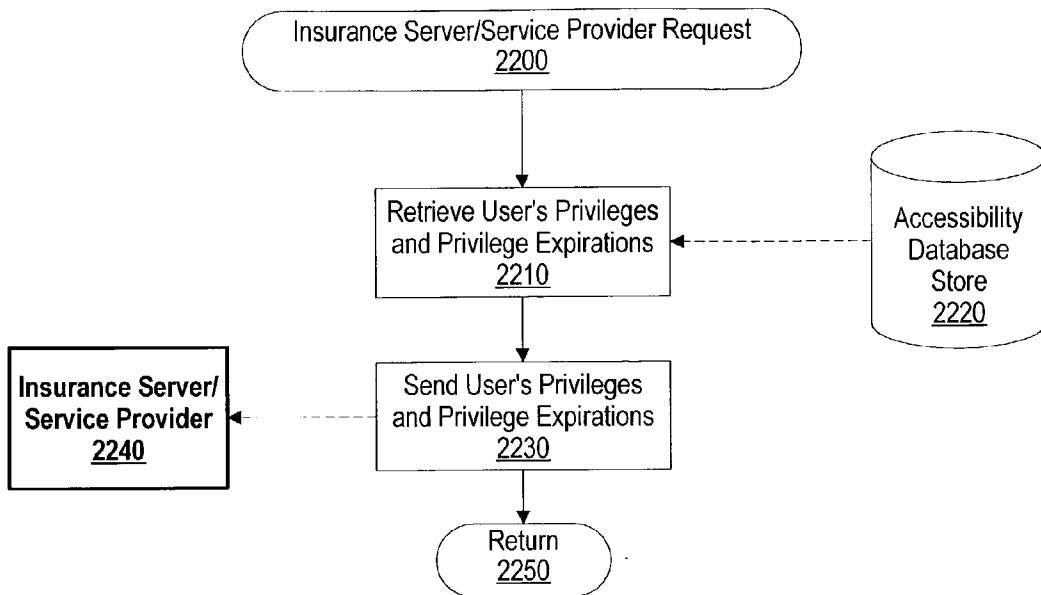 Insurance Server/Service Provider Request
2200
Retrieve User's Privileges
and Privilege Expirations
2210
Accessibility
Database
Store
2220
Insurance Server/
Service Provider
2240
Send User's Privileges
and Privilege Expirations
2230
Return
2250